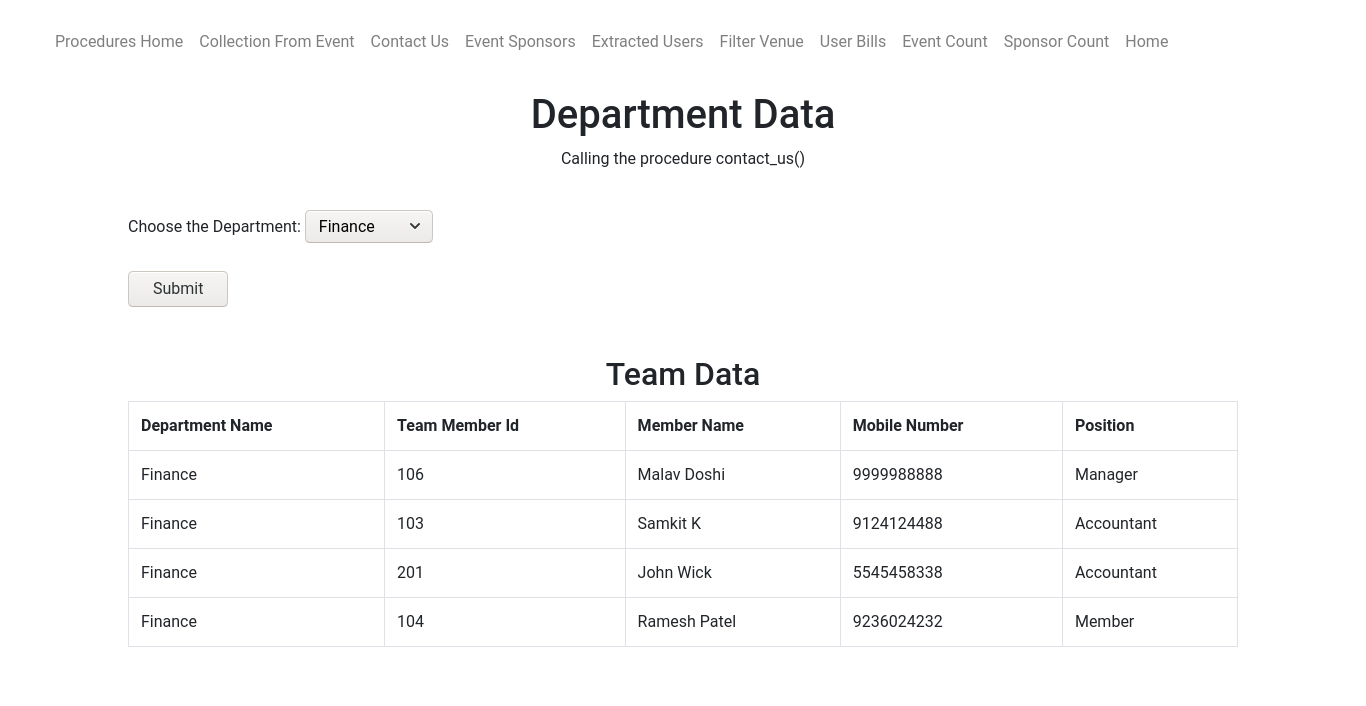 Procedures Home Collection From Event Contact Us Event Sponsors Extracted Users Filter Venue User Bills Event Count Sponsor Count Home
Department Data
Calling the procedure contact_us()
Choose the Department: Finance
Submit
Team Data
Department Name Team Member Id Member Name Mobile Number Position
Finance 106 Malav Doshi 9999988888 Manager
Finance 103 Samkit K 9124124488 Accountant
Finance 201 John Wick 5545458338 Accountant
Finance 104 Ramesh Patel 9236024232 Member